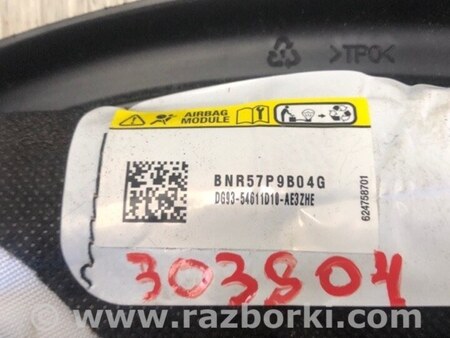 >TPO<
AIRBAG
MODULE
BNR57P9B04G
DG93-54611D10-AE3ZHE
624758701
303804
www.razborki.com